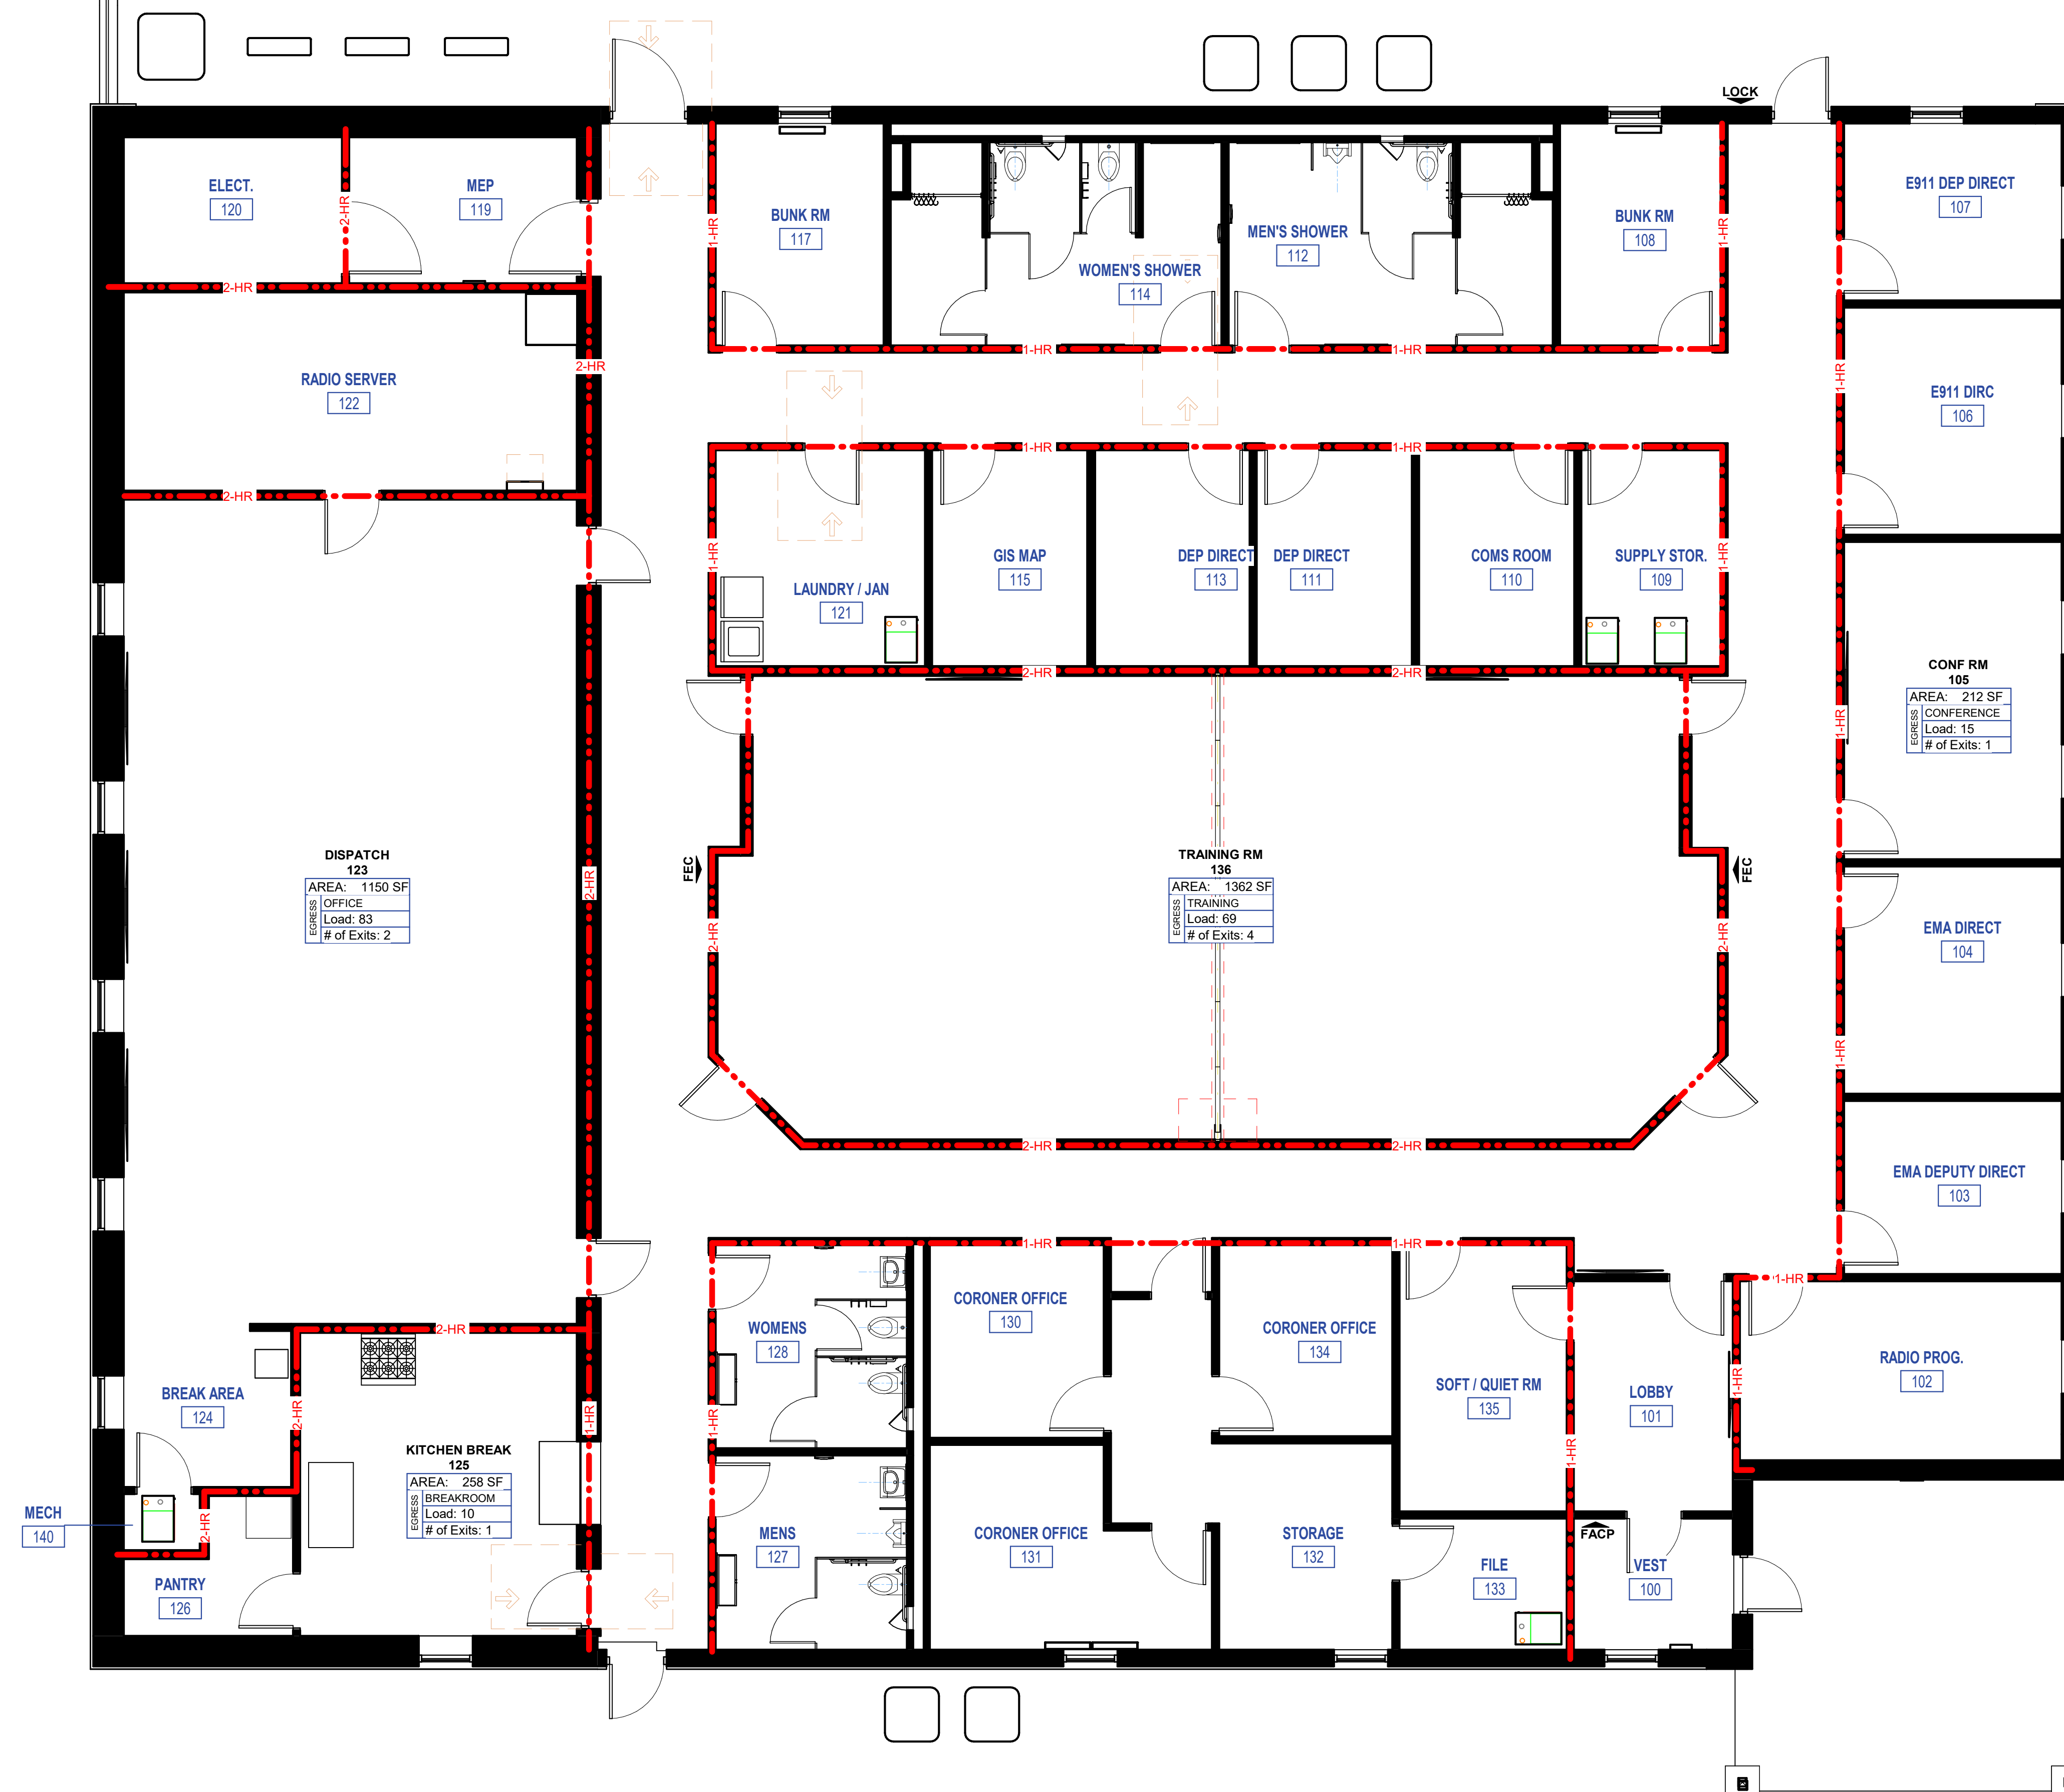 LOCK
ELECT.
120
MEP
119
2-HR
2-HR
BUNK RM
117
1-HR
WOMEN'S SHOWER
114
MEN'S SHOWER
112
BUNK RM
108
1-HR
E911 DEP DIRECT
107
1-HR
1-HR
2-HR
RADIO SERVER
122
1-HR
E911 DIRC
106
2-HR
1-HR
1-HR
1-HR
LAUNDRY / JAN
121
GIS MAP
115
DEP DIRECT
113
DEP DIRECT
111
COMS ROOM
110
SUPPLY STOR.
109
1-HR
2-HR
2-HR
CONF RM
105
AREA: 212 SF
EGRESS
CONFERENCE
Load: 15
# of Exits: 1
1-HR
DISPATCH
123
AREA: 1150 SF
EGRESS
OFFICE
Load: 83
# of Exits: 2
2-HR
FEC
2-HR
TRAINING RM
136
AREA: 1362 SF
EGRESS
TRAINING
Load: 69
# of Exits: 4
FEC
2-HR
EMA DIRECT
104
1-HR
2-HR
2-HR
EMA DEPUTY DIRECT
103
1-HR
1-HR
1-HR
2-HR
BREAK AREA
124
2-HR
KITCHEN BREAK
125
AREA: 258 SF
EGRESS
BREAKROOM
Load: 10
# of Exits: 1
1-HR
WOMENS
128
1-HR
CORONER OFFICE
130
CORONER OFFICE
134
SOFT / QUIET RM
135
1-HR
LOBBY
101
1-HR
RADIO PROG.
102
MECH
140
2-HR
PANTRY
126
MENS
127
CORONER OFFICE
131
STORAGE
132
FILE
133
FACP
VEST
100